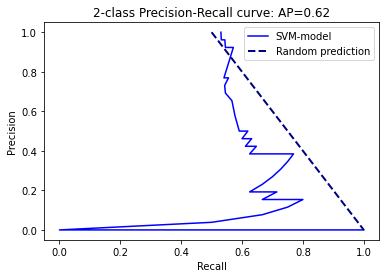 2-class Precision-Recall curve: AP=0.62
SVM-model
Random prediction
1.0
0.8
0.6
0.4
0.2
0.0
Precision
0.0 0.2 0.4 0.6 0.8 1.0
Recall